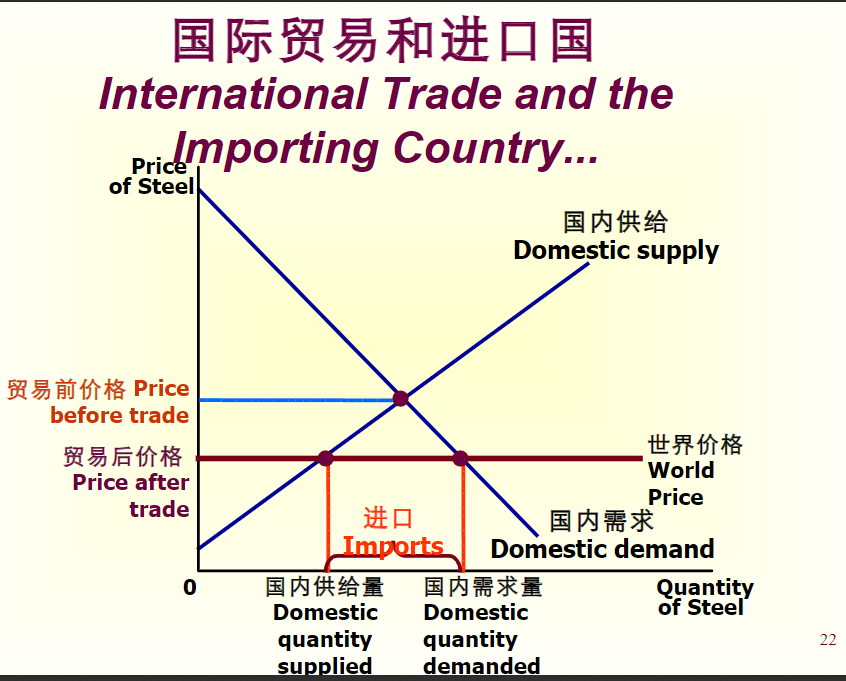 国际贸易和进口国
International Trade and the
Importing Country...
Price
of Steel
国内供给
Domestic supply
贸易前价格 Price
before trade
贸易后价格
Price after
trade
世界价格
World
Price
进口
Imports
国内需求
Domestic demand
0
国内供给量
Domestic
quantity
supplied
国内需求量
Domestic
quantity
demanded
Quantity
of Steel
22